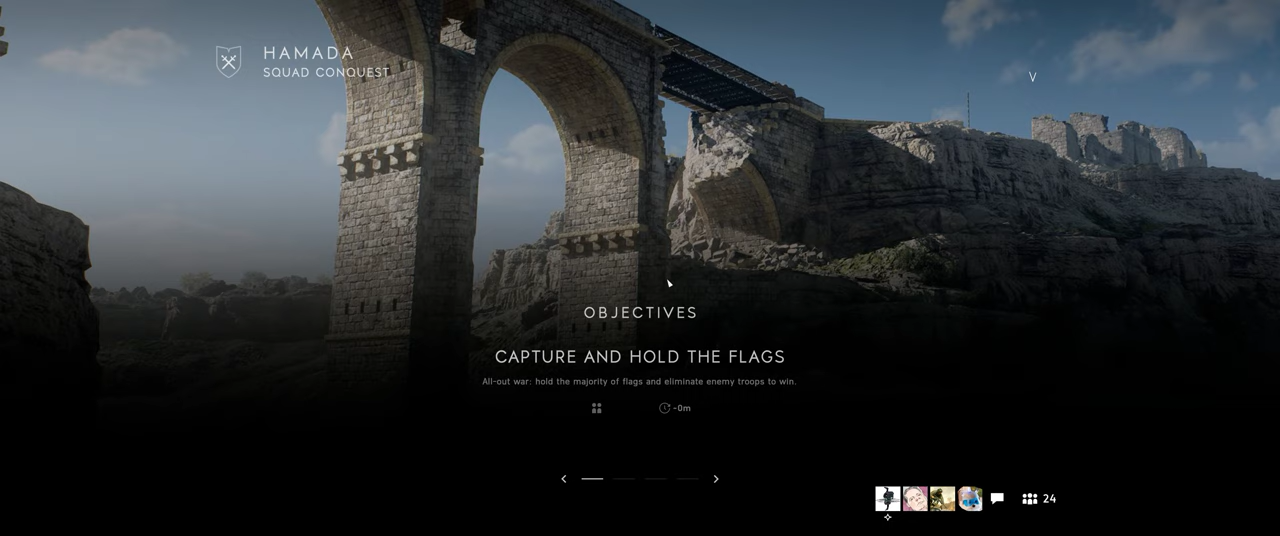 HAMADA
SQUAD CONQUEST
V
OBJECTIVES
CAPTURE AND HOLD THE FLAGS
All-out war: hold the majority of flags and eliminate enemy troops to win.
~0m
24